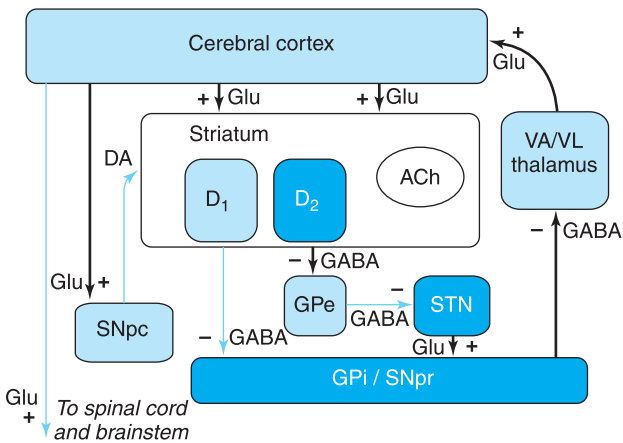 Cerebral cortex
+
Glu
+ Glu
+ Glu
Striatum
VA/VL
thalamus
DA
D1
D2
ACh
– GABA
– GABA
Glu +
SNpc
GPe
–
GABA
STN
– GABA
Glu +
GPi / SNpr
Glu
+
To spinal cord
and brainstem